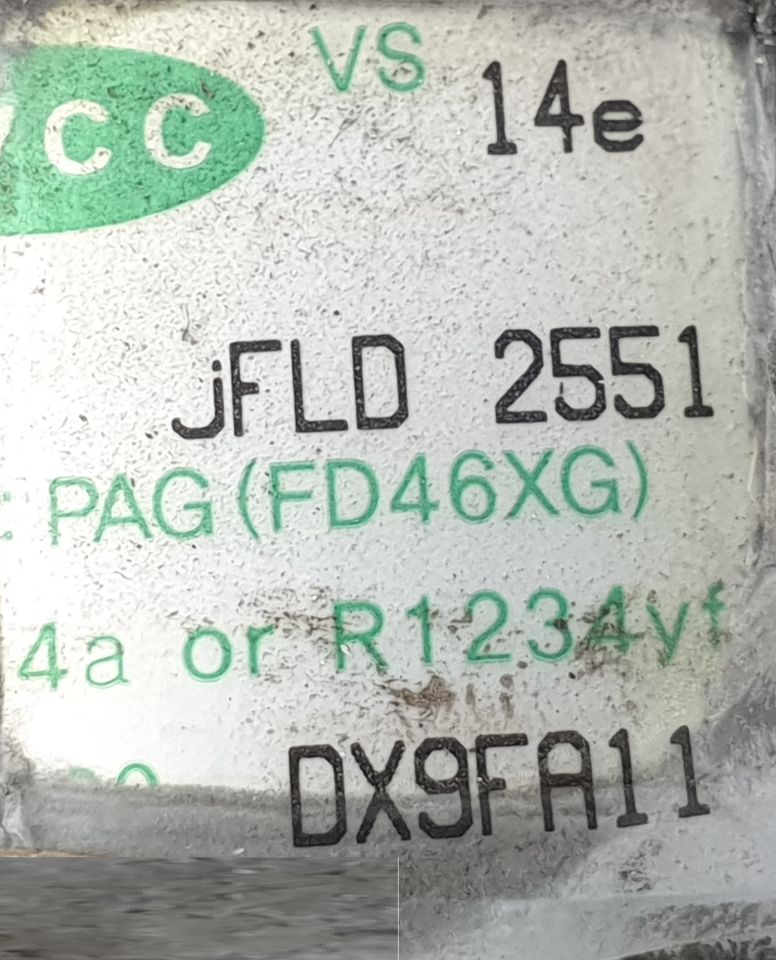 CC VS 14e
jFLD 2551
: PAG(FD46XG)
4a or R1234yf
DX9FA11